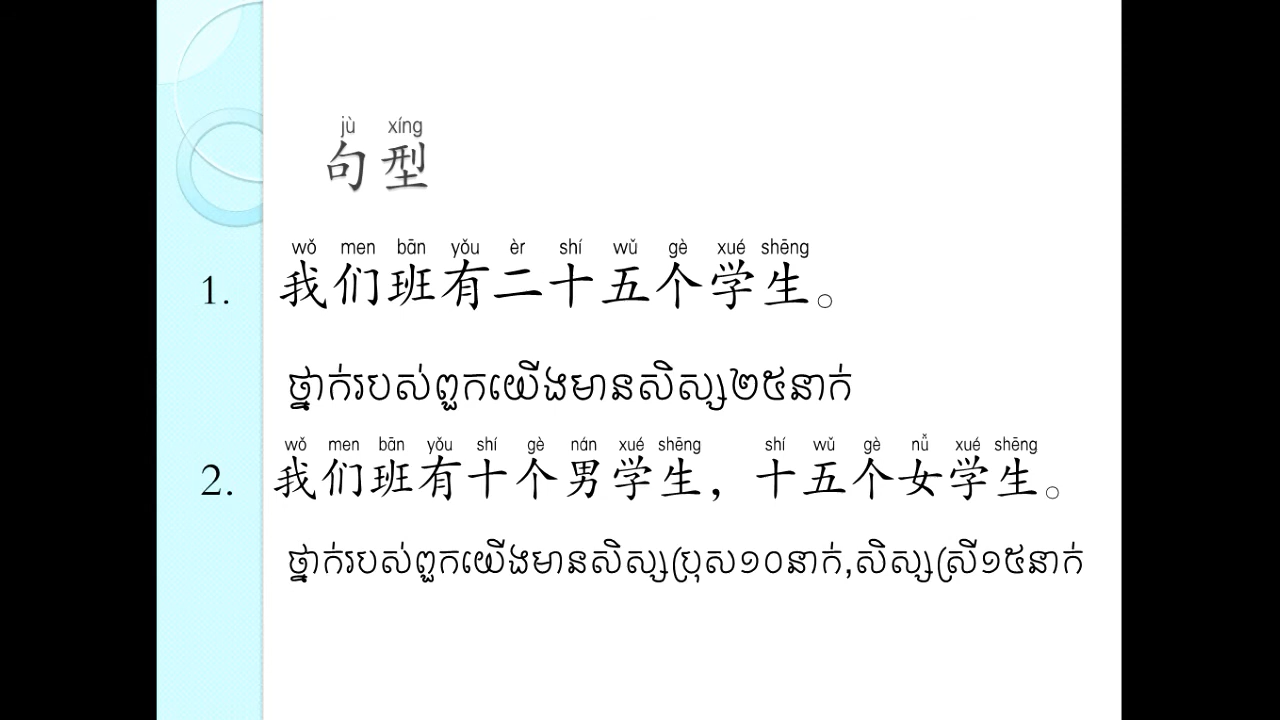 jù xíng
句型
wǒ men bān yǒu èr shí wǔ gè xué shēng
1. 我们班有二十五个学生。
ថ្នាក់របស់ពួកយើងមានសិស្ស២៥នាក់
wǒ men bān yǒu shí gè nán xué shēng shí wǔ gè nǚ xué shēng
2. 我们班有十个男学生，十五个女学生。
ថ្នាក់របស់ពួកយើងមានសិស្សប្រុស១០នាក់,សិស្សស្រី១៥នាក់